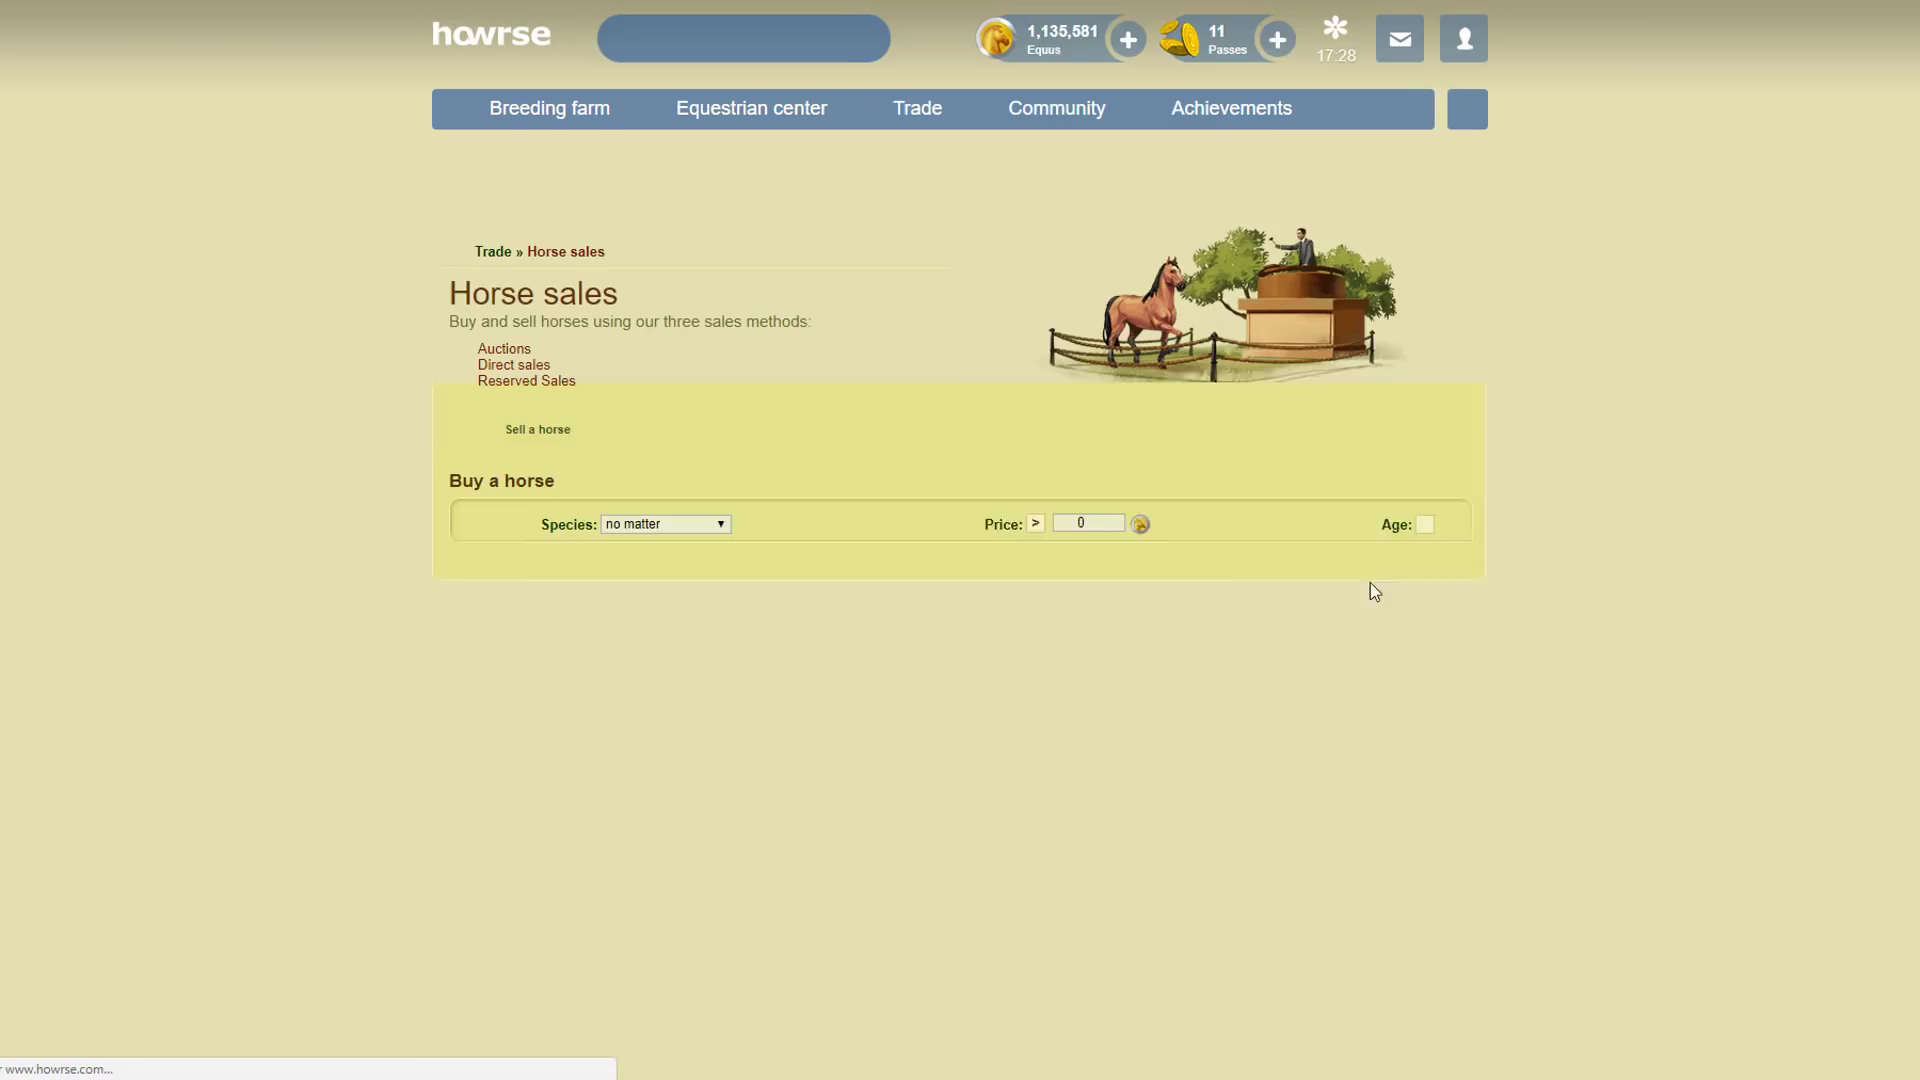 howrse
1,135,581
Equus
11
Passes
17:28
Breeding farm
Equestrian center
Trade
Community
Achievements
Trade » Horse sales
Horse sales
Buy and sell horses using our three sales methods:
Auctions
Direct sales
Reserved Sales
Sell a horse
Buy a horse
Species: no matter
Price: > 0
Age:
www.howrse.com...